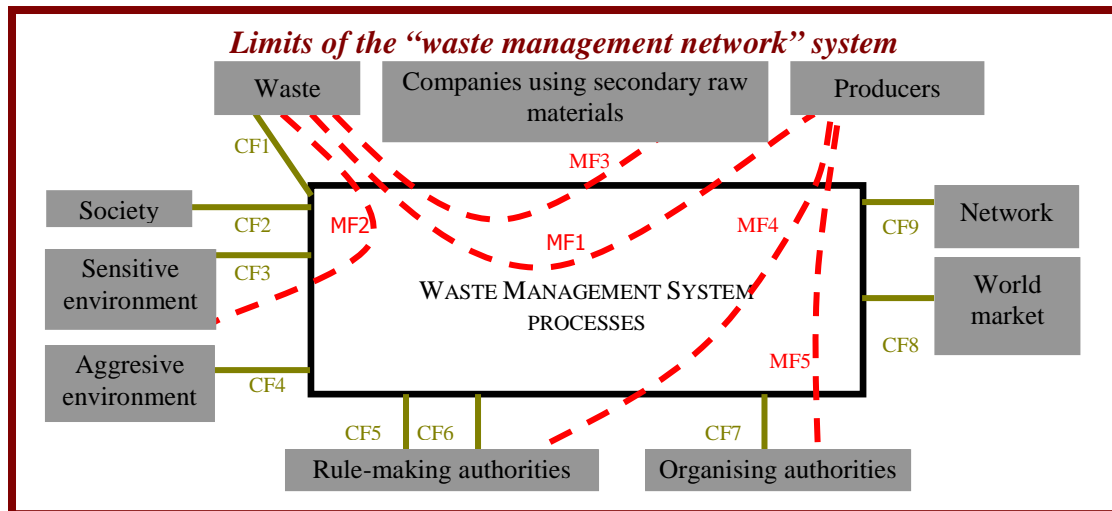 Limits of the “waste management network” system
Waste
Companies using secondary raw
materials
Producers
CF1
MF3
Society
CF2
MF2
MF4
CF9
Network
MF1
Sensitive
environment
CF3
WASTE MANAGEMENT SYSTEM
PROCESSES
World
market
CF8
Aggresive
environment
CF4
MF5
CF5
CF6
CF7
Rule-making authorities
Organising authorities